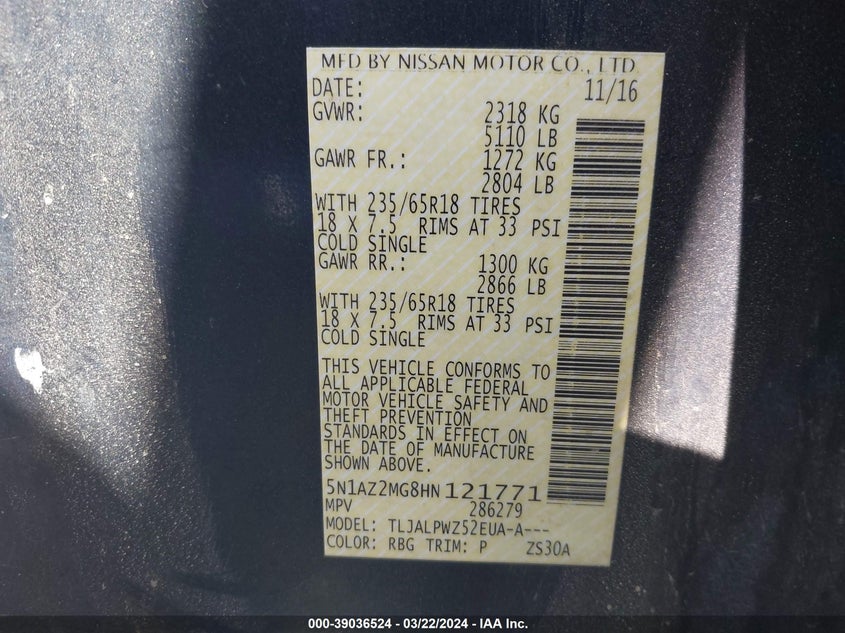 MFD BY NISSAN MOTOR CO., LTD.
DATE: 11/16
GVWR: 2318 KG
5110 LB
GAWR FR.: 1272 KG
2804 LB
WITH 235/65R18 TIRES
18 X 7.5 RIMS AT 33 PSI
COLD SINGLE
GAWR RR.: 1300 KG
2866 LB
WITH 235/65R18 TIRES
18 X 7.5 RIMS AT 33 PSI
COLD SINGLE
THIS VEHICLE CONFORMS TO
ALL APPLICABLE FEDERAL
MOTOR VEHICLE SAFETY AND
THEFT PREVENTION
STANDARDS IN EFFECT ON
THE DATE OF MANUFACTURE
SHOWN ABOVE.
5N1AZ2MG8HN121771
MPV 286279
MODEL: TLJALPWZ52EUA-A---
COLOR: RBG TRIM: P ZS30A
000-39036524 - 03/22/2024 - IAA Inc.